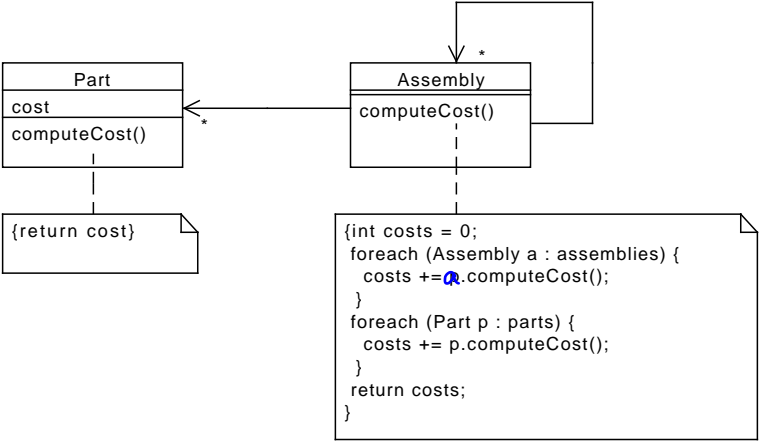 *
Part
Assembly
cost
computeCost()
*
computeCost()
{return cost}
{int costs = 0;
foreach (Assembly a : assemblies) {
costs += a.computeCost();
}
foreach (Part p : parts) {
costs += p.computeCost();
}
return costs;
}